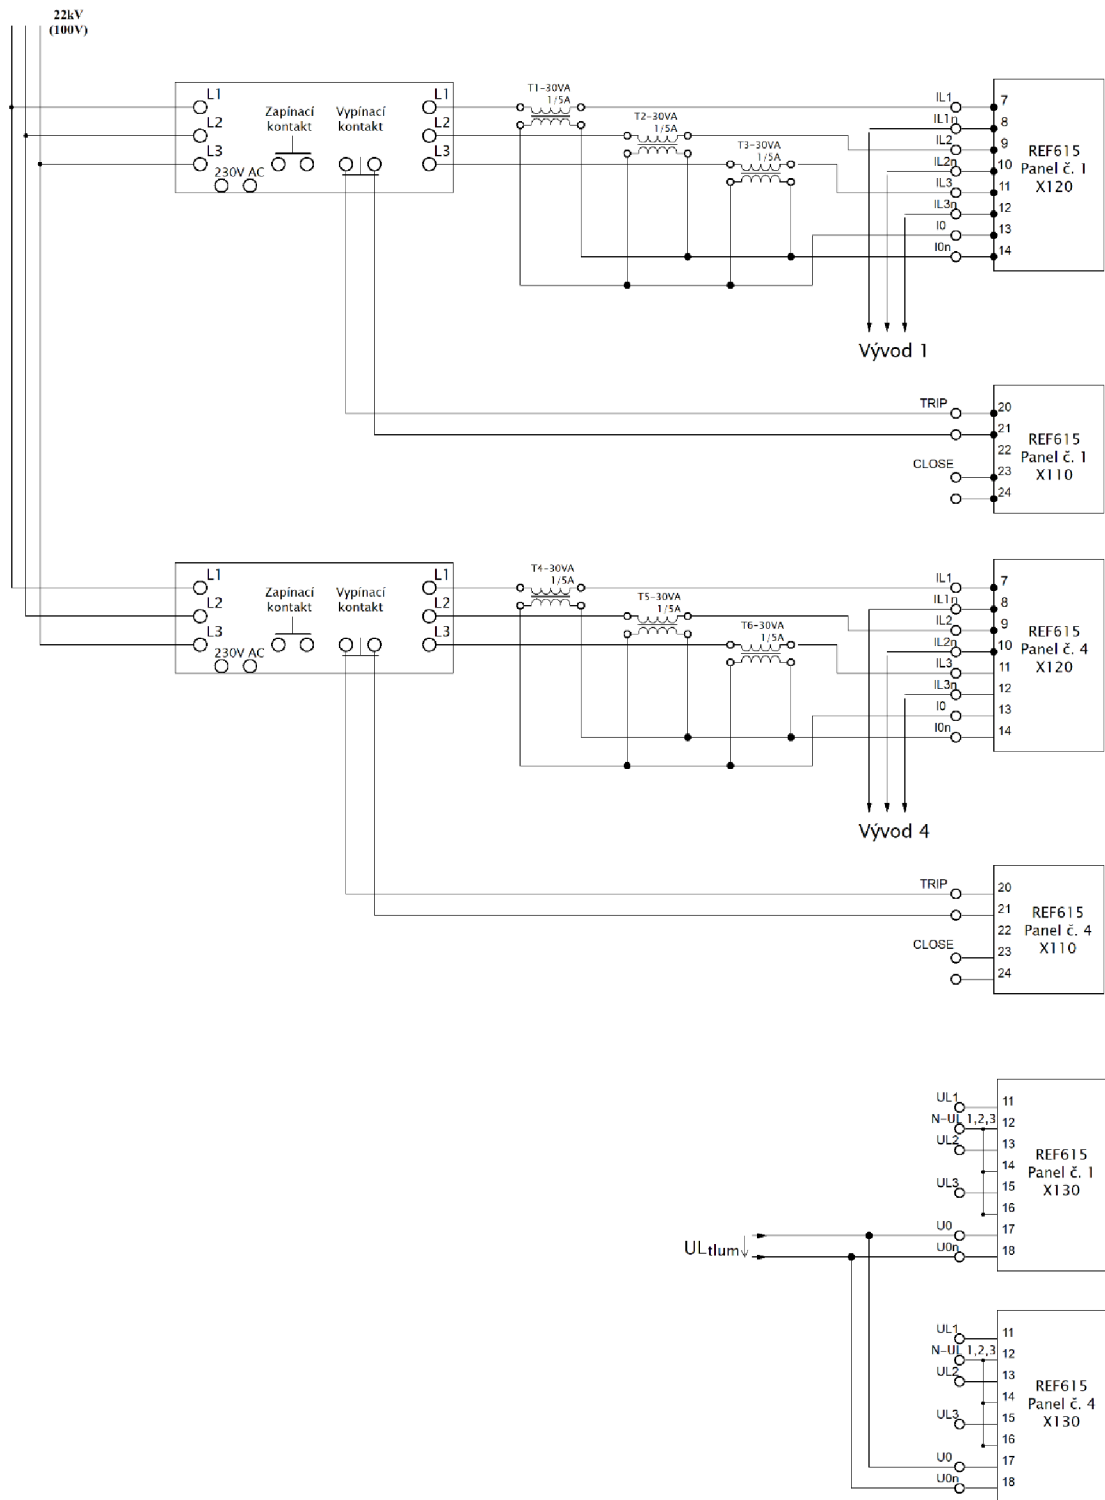 22kV
(100V)
L1
L2
L3
230V AC
Zapínací
kontakt
Vypínací
kontakt
L1
L2
L3
T1-30VA
1/5A
T2-30VA
1/5A
T3-30VA
1/5A
IL1
IL1n
IL2
IL2n
IL3
IL3n
I0
I0n
7
8
9
10
11
12
13
14
REF615
Panel č. 1
X120
Vývod 1
TRIP
CLOSE
20
21
22
23
24
REF615
Panel č. 1
X110
L1
L2
L3
230V AC
Zapínací
kontakt
Vypínací
kontakt
L1
L2
L3
T4-30VA
1/5A
T5-30VA
1/5A
T6-30VA
1/5A
IL1
IL1n
IL2
IL2n
IL3
IL3n
I0
I0n
7
8
9
10
11
12
13
14
REF615
Panel č. 4
X120
Vývod 4
TRIP
CLOSE
20
21
22
23
24
REF615
Panel č. 4
X110
UL1
N-UL 1,2,3
UL2
UL3
U0
U0n
11
12
13
14
15
16
17
18
REF615
Panel č. 1
X130
ULtlum
UL1
N-UL 1,2,3
UL2
UL3
U0
U0n
11
12
13
14
15
16
17
18
REF615
Panel č. 4
X130